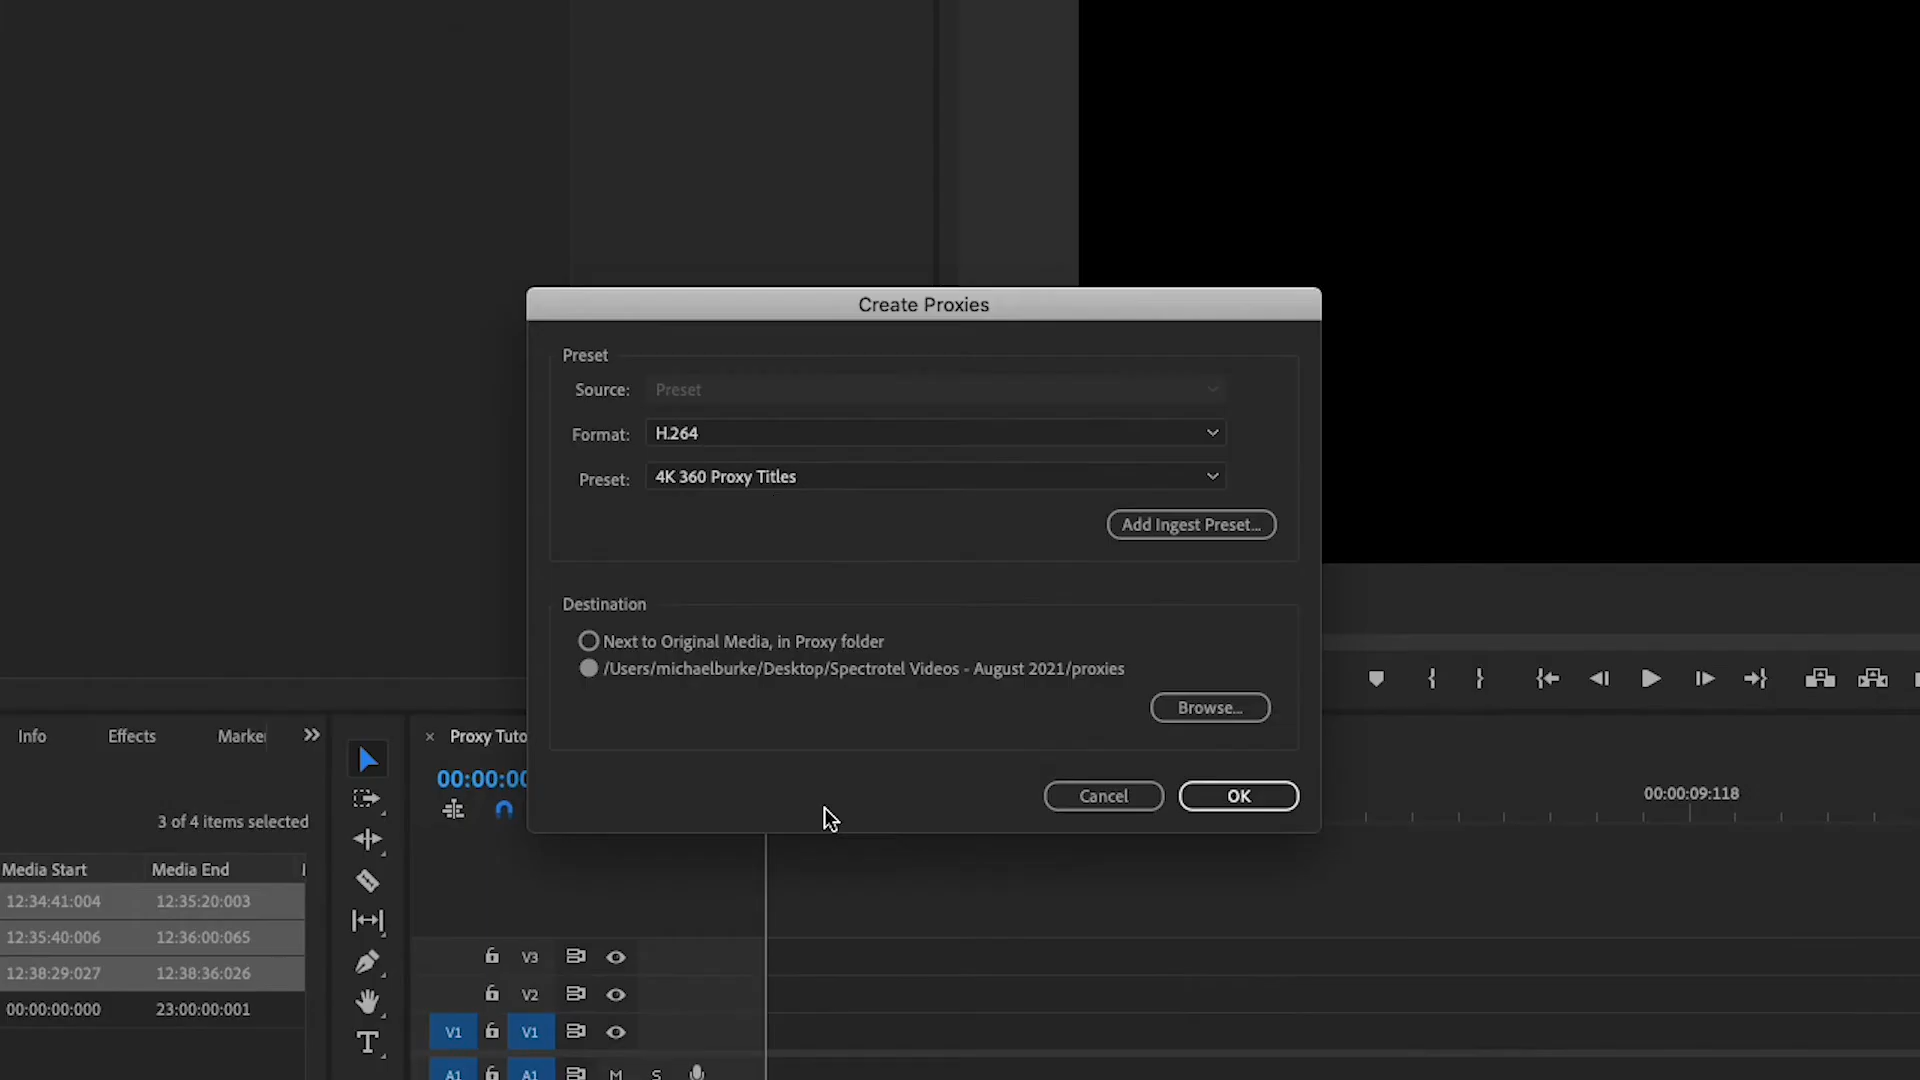 Create Proxies
Preset
Source: Preset
Format: H.264
Preset: 4K 360 Proxy Titles
Add Ingest Preset...
Destination
Next to Original Media, in Proxy folder
/Users/michaelburke/Desktop/Spectrotel Videos - August 2021/proxies
Browse...
Cancel
OK
Info
Effects
Marke
Proxy Tuto
00:00:00
00:00:09:118
3 of 4 items selected
Media Start
Media End
12:34:41:004
12:35:20:003
12:35:40:006
12:36:00:065
12:38:29:027
12:38:36:026
00:00:00:000
23:00:00:001
V3
V2
V1
V1
A1
A1
M
S